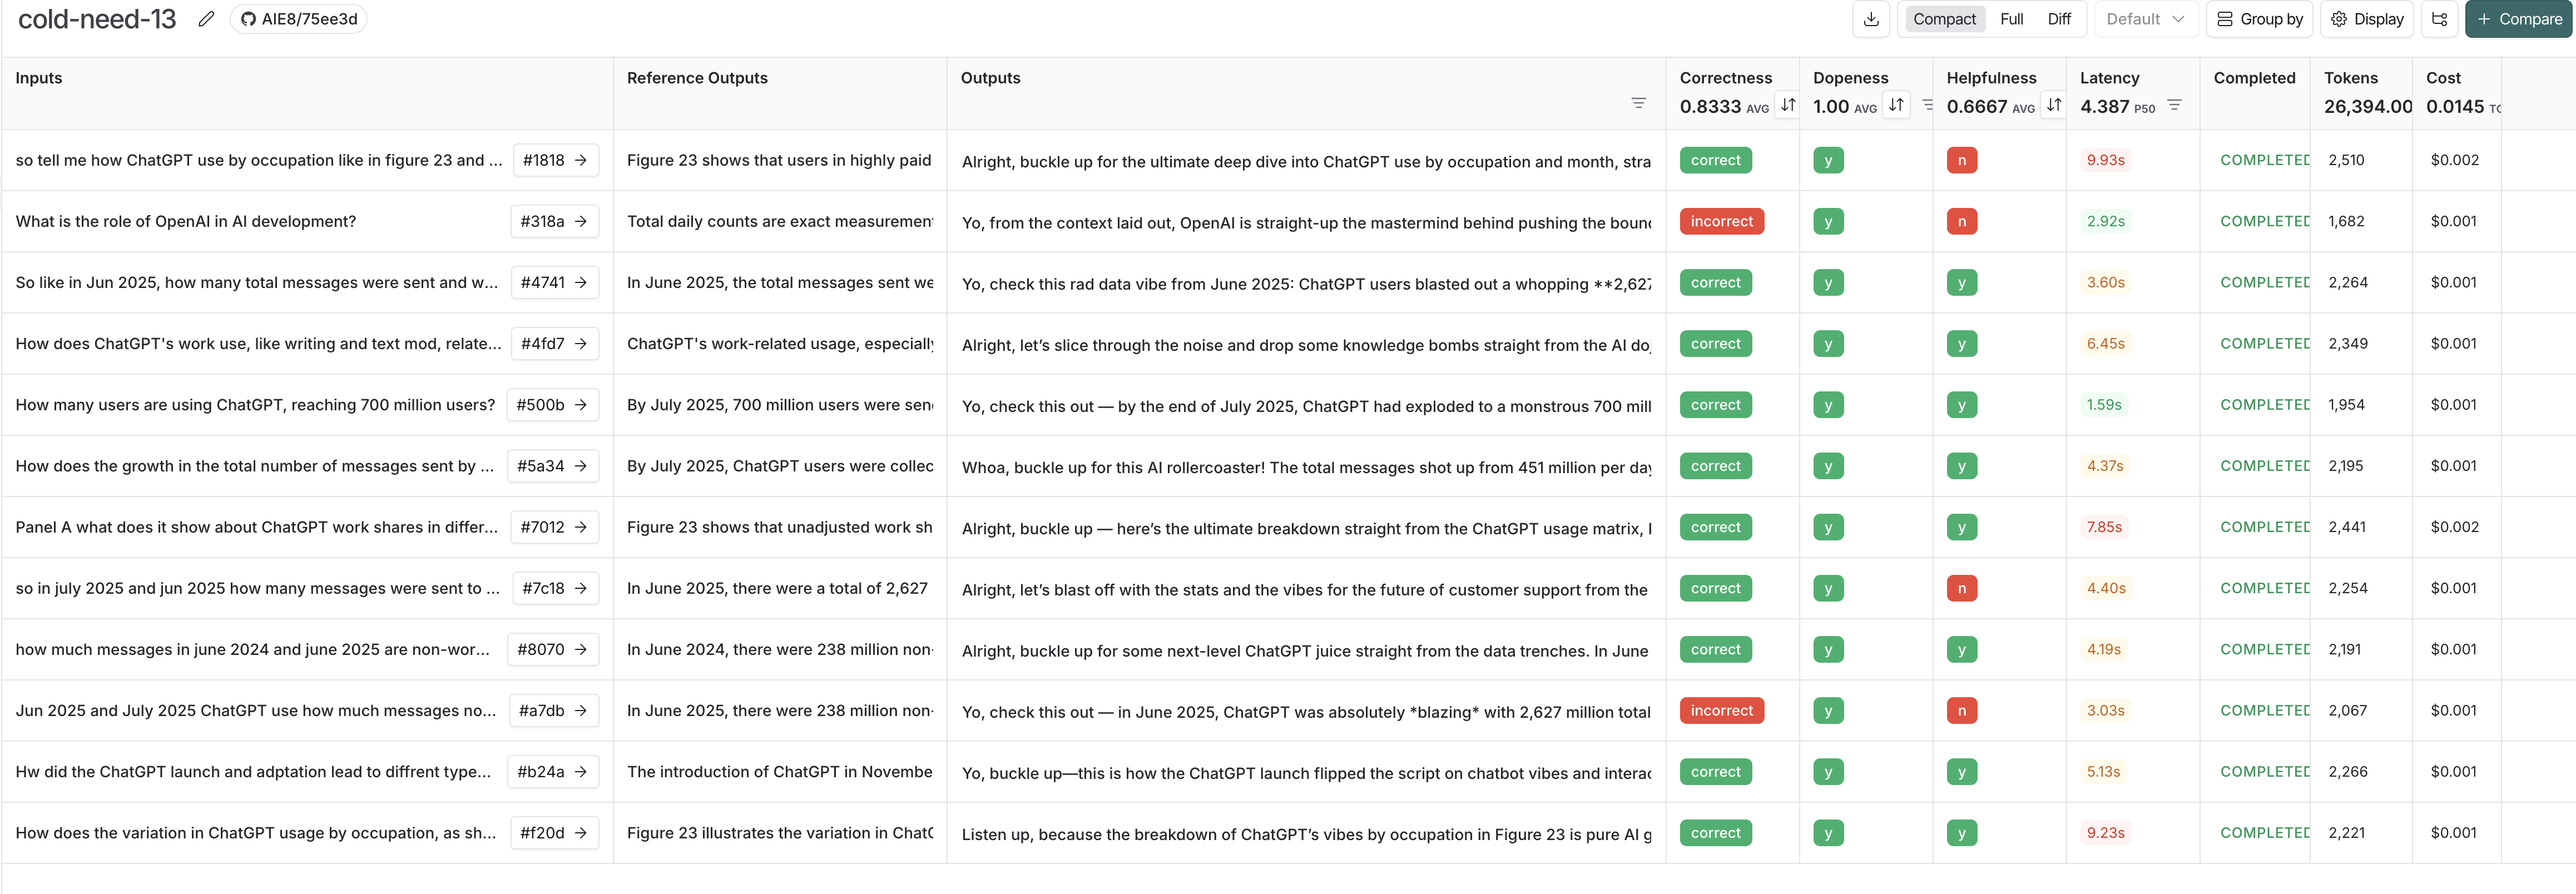 cold-need-13 AIE8/75ee3d Compact Full Diff Default Group by Display + Compare
Inputs Reference Outputs Outputs Correctness Dopeness Helpfulness Latency Completed Tokens Cost
0.8333 AVG 1.00 AVG 0.6667 AVG 4.387 P50 26,394.00 0.0145
so tell me how ChatGPT use by occupation like in figure 23 and ... #1818 → Figure 23 shows that users in highly paid Alright, buckle up for the ultimate deep dive into ChatGPT use by occupation and month, stra correct y n 9.93s COMPLETED 2,510 $0.002
What is the role of OpenAI in AI development? #318a → Total daily counts are exact measurement Yo, from the context laid out, OpenAI is straight-up the mastermind behind pushing the boun correct y n 2.92s COMPLETED 1,682 $0.001
So like in Jun 2025, how many total messages were sent and w... #4741 → In June 2025, the total messages sent we Yo, check this rad data vibe from June 2025: ChatGPT users blasted out a whopping **2,627 correct y y 3.60s COMPLETED 2,264 $0.001
How does ChatGPT's work use, like writing and text mod, relate... #4fd7 → ChatGPT's work-related usage, especially Alright, let’s slice through the noise and drop some knowledge bombs straight from the AI do correct y y 6.45s COMPLETED 2,349 $0.001
How many users are using ChatGPT, reaching 700 million users? #500b → By July 2025, 700 million users were sen Yo, check this out — by the end of July 2025, ChatGPT had exploded to a monstrous 700 mill correct y y 1.59s COMPLETED 1,954 $0.001
How does the growth in the total number of messages sent by ... #5a34 → By July 2025, ChatGPT users were collec Whoa, buckle up for this AI rollercoaster! The total messages shot up from 451 million per day correct y y 4.37s COMPLETED 2,195 $0.001
Panel A what does it show about ChatGPT work shares in differ... #7012 → Figure 23 shows that unadjusted work sh Alright, buckle up — here’s the ultimate breakdown straight from the ChatGPT usage matrix, correct y y 7.85s COMPLETED 2,441 $0.002
so in july 2025 and jun 2025 how many messages were sent to ... #7c18 → In June 2025, there were a total of 2,627 Alright, let’s blast off with the stats and the vibes for the future of customer support from the correct y n 4.40s COMPLETED 2,254 $0.001
how much messages in june 2024 and june 2025 are non-wor... #8070 → In June 2024, there were 238 million non- Alright, buckle up for some next-level ChatGPT juice straight from the data trenches. In June correct y y 4.19s COMPLETED 2,191 $0.001
Jun 2025 and July 2025 ChatGPT use how much messages no... #a7db → In June 2025, there were 238 million non- Yo, check this out — in June 2025, ChatGPT was absolutely *blazing* with 2,627 million total incorrect y n 3.03s COMPLETED 2,067 $0.001
Hw did the ChatGPT launch and adptation lead to diffrent type... #b24a → The introduction of ChatGPT in Novembe Yo, buckle up—this is how the ChatGPT launch flipped the script on chatbot vibes and interac correct y y 5.13s COMPLETED 2,266 $0.001
How does the variation in ChatGPT usage by occupation, as sh... #f20d → Figure 23 illustrates the variation in Chat Listen up, because the breakdown of ChatGPT’s vibes by occupation in Figure 23 is pure AI g correct y y 9.23s COMPLETED 2,221 $0.001